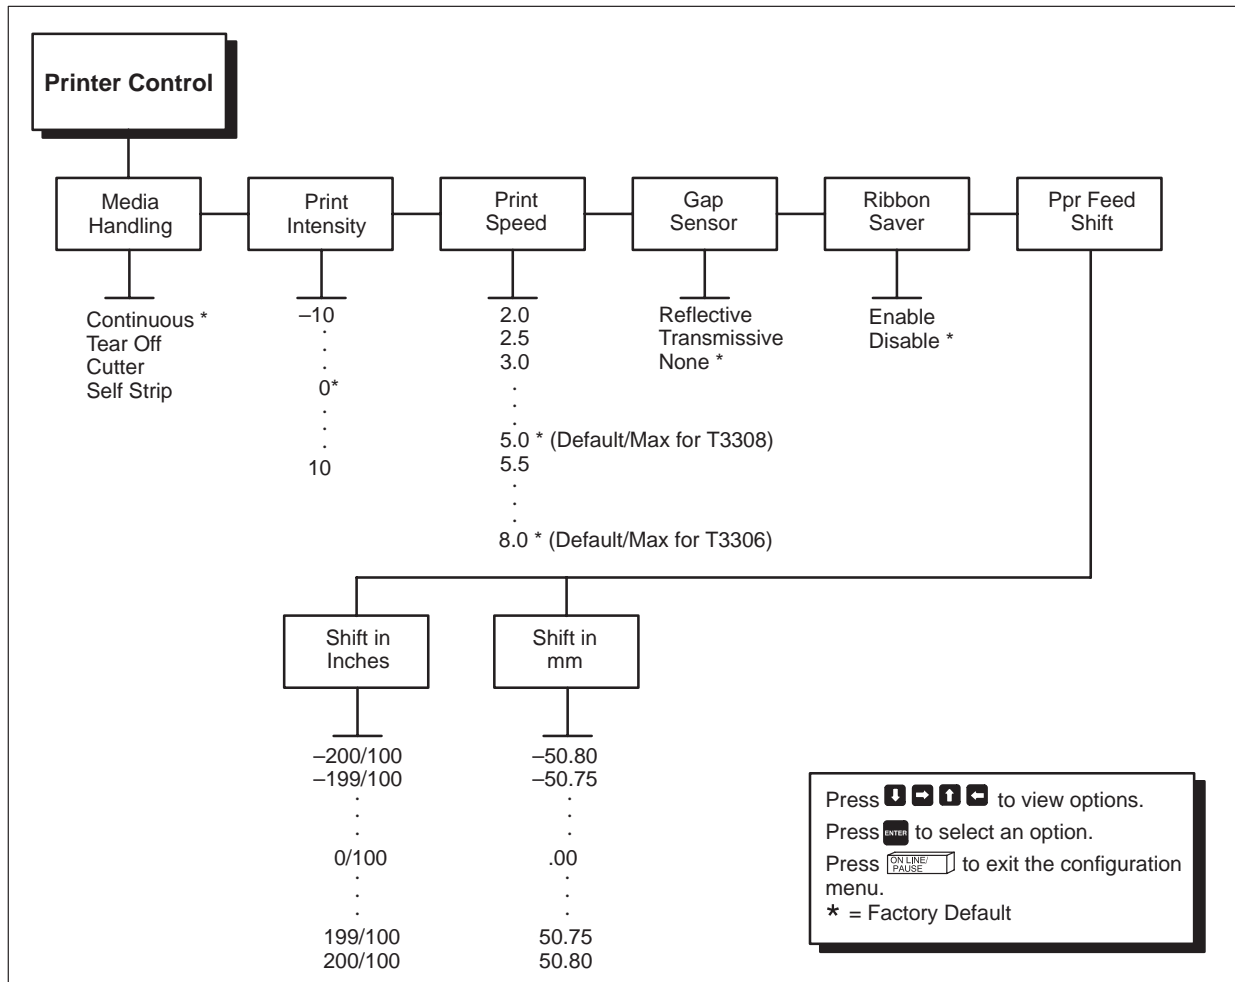 Printer Control
Media
Handling
Print
Intensity
Print
Speed
Gap
Sensor
Ribbon
Saver
Ppr Feed
Shift
Continuous *
Tear Off
Cutter
Self Strip
–10
.
.
.
0*
.
.
.
10
2.0
2.5
3.0
.
.
.
5.0 * (Default/Max for T3308)
5.5
.
.
.
8.0 * (Default/Max for T3306)
Reflective
Transmissive
None *
Enable
Disable *
Shift in
Inches
Shift in
mm
–200/100
–199/100
.
.
.
0/100
.
.
.
199/100
200/100
–50.80
–50.75
.
.
.
.00
.
.
.
50.75
50.80
Press ⬇ ➡ ⬆ ⬅ to view options.
Press ENTER to select an option.
Press ON LINE/ PAUSE to exit the configuration
menu.
* = Factory Default